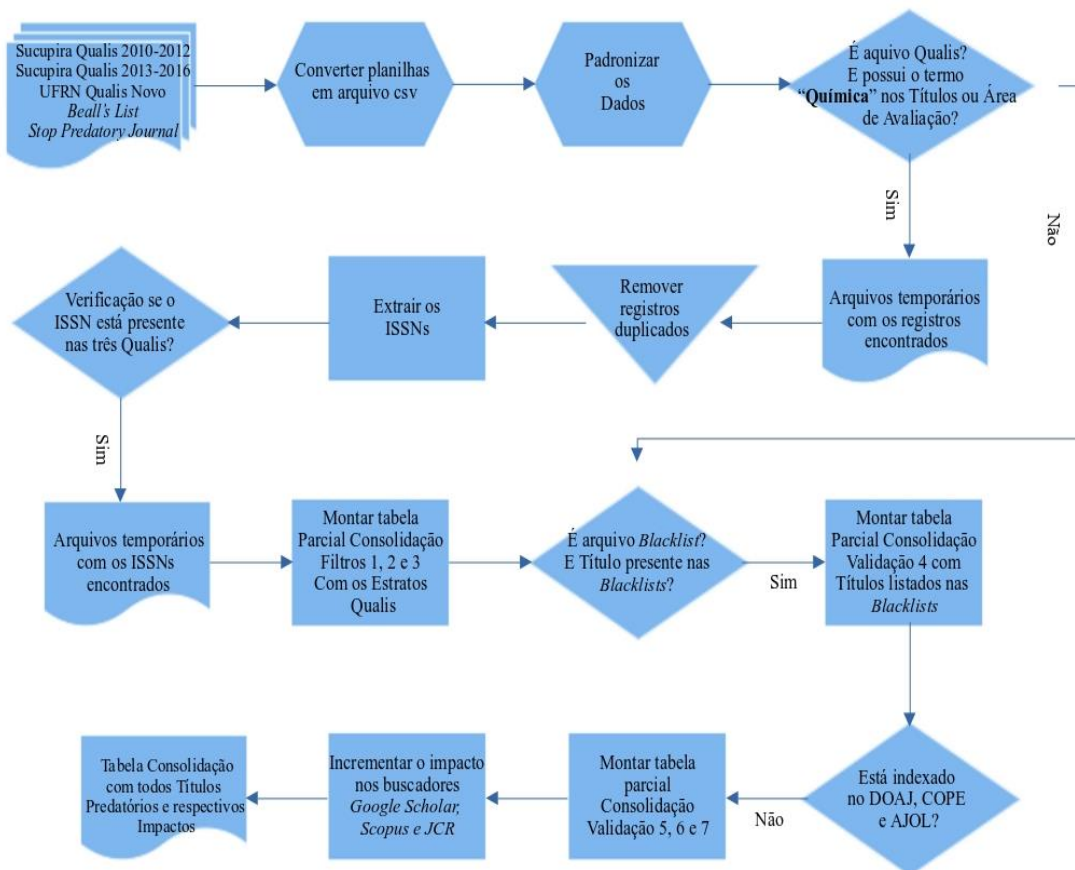 Sucupira Qualis 2010-2012
Sucupira Qualis 2013-2016
UFRN Qualis Novo
Beall's List
Stop Predatory Journal
Converter planilhas
em arquivo csv
Padronizar
os
Dados
É aquivo Qualis?
E possui o termo
“Química” nos Títulos ou Área
de Avaliação?
Sim
Não
Arquivos temporários
com os registros
encontrados
Remover
registros
duplicados
Extrair os
ISSNs
Verificação se o
ISSN está presente
nas três Qualis?
Sim
Arquivos temporários
com os ISSNs
encontrados
Montar tabela
Parcial Consolidação
Filtros 1, 2 e 3
Com os Estratos
Qualis
É arquivo Blacklist?
E Título presente nas
Blacklists?
Sim
Montar tabela
Parcial Consolidação
Validação 4 com
Títulos listados nas
Blacklists
Está indexado
no DOAJ, COPE
e AJOL?
Não
Montar tabela
parcial
Consolidação
Validação 5, 6 e 7
Incrementar o impacto
nos buscadores
Google Scholar,
Scopus e JCR
Tabela Consolidação
com todos Títulos
Predatórios e respectivos
Impactos